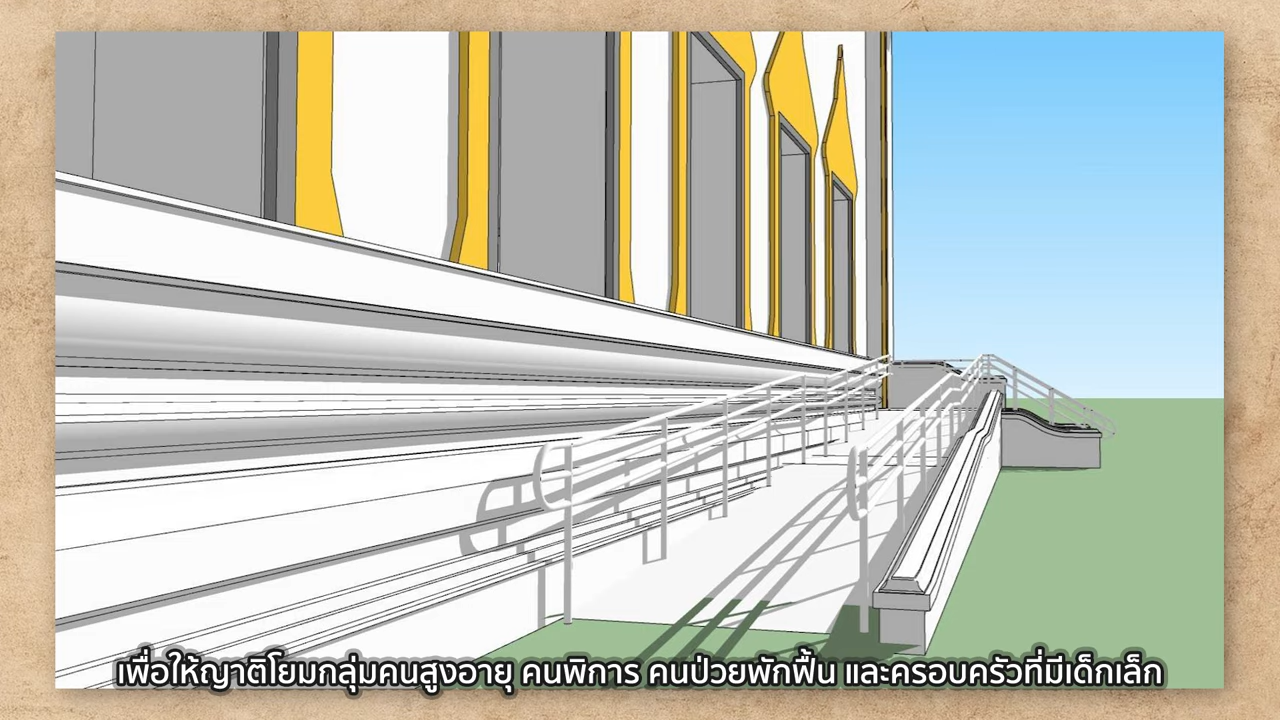 เพื่อให้ญาติโยมกลุ่มคนสูงอายุ คนพิการ คนป่วยพักฟื้น และครอบครัวที่มีเด็กเล็ก